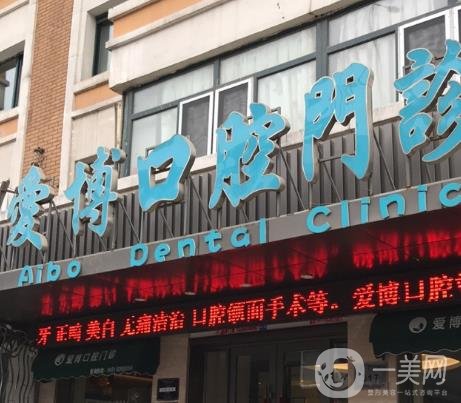 愛博口腔門診
Aibo Dental Clinic
牙 正畸 美白 无痛洁治 口腔颌面手术等。爱博口腔
爱博口腔门诊
爱博
一美网
整形美容一站式咨询平台